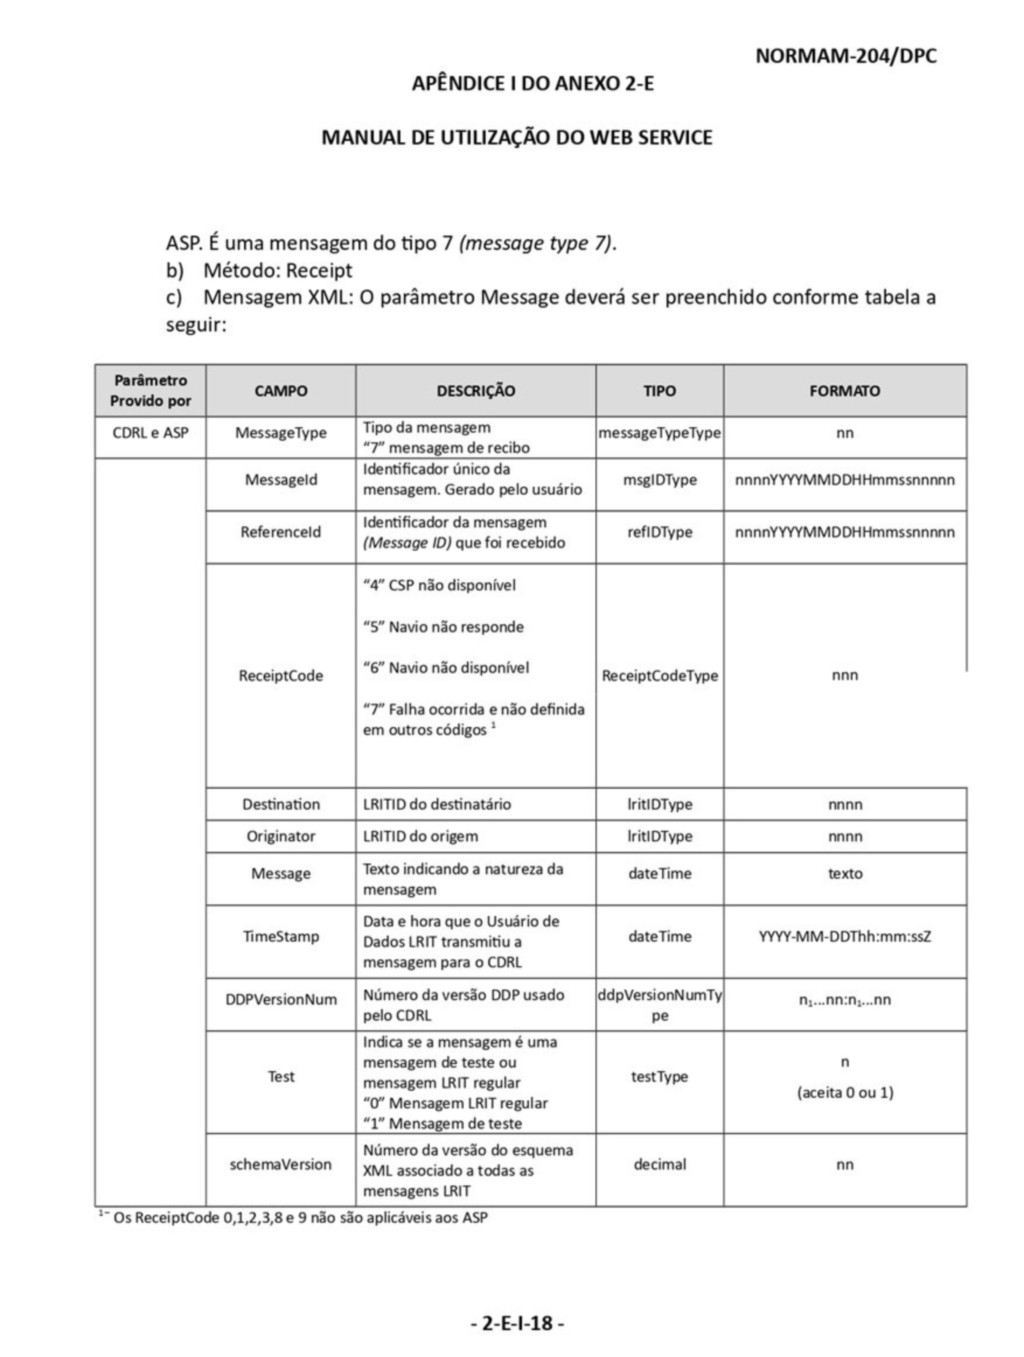 NORMAM-204/DPC
APÊNDICE I DO ANEXO 2-E
MANUAL DE UTILIZAÇÃO DO WEB SERVICE
ASP. É uma mensagem do tipo 7 (message type 7).
b) Método: Receipt
c) Mensagem XML: O parâmetro Message deverá ser preenchido conforme tabela a
seguir:
Parâmetro
Provido por
CAMPO
DESCRIÇÃO
TIPO
FORMATO
CDRL e ASP
MessageType
Tipo da mensagem
“7” mensagem de recibo
messageTypeType
nn
MessageId
Identificador único da
mensagem. Gerado pelo usuário
msgIDType
nnnnYYYYMMDDHHmmssnnnnn
ReferenceId
Identificador da mensagem
(Message ID) que foi recebido
refIDType
nnnnYYYYMMDDHHmmssnnnnn
ReceiptCode
“4” CSP não disponível
“5” Navio não responde
“6” Navio não disponível
“7” Falha ocorrida e não definida
em outros códigos ¹
ReceiptCodeType
nnn
Destination
LRITID do destinatário
lritIDType
nnnn
Originator
LRITID do origem
lritIDType
nnnn
Message
Texto indicando a natureza da
mensagem
dateTime
texto
TimeStamp
Data e hora que o Usuário de
Dados LRIT transmitiu a
mensagem para o CDRL
dateTime
YYYY-MM-DDThh:mm:ssZ
DDPVersionNum
Número da versão DDP usado
pelo CDRL
ddpVersionNumTy
pe
n₁...nn:n₁...nn
Test
Indica se a mensagem é uma
mensagem de teste ou
mensagem LRIT regular
“0” Mensagem LRIT regular
“1” Mensagem de teste
testType
n
(aceita 0 ou 1)
schemaVersion
Número da versão do esquema
XML associado a todas as
mensagens LRIT
decimal
nn
¹⁻ Os ReceiptCode 0,1,2,3,8 e 9 não são aplicáveis aos ASP
- 2-E-I-18 -